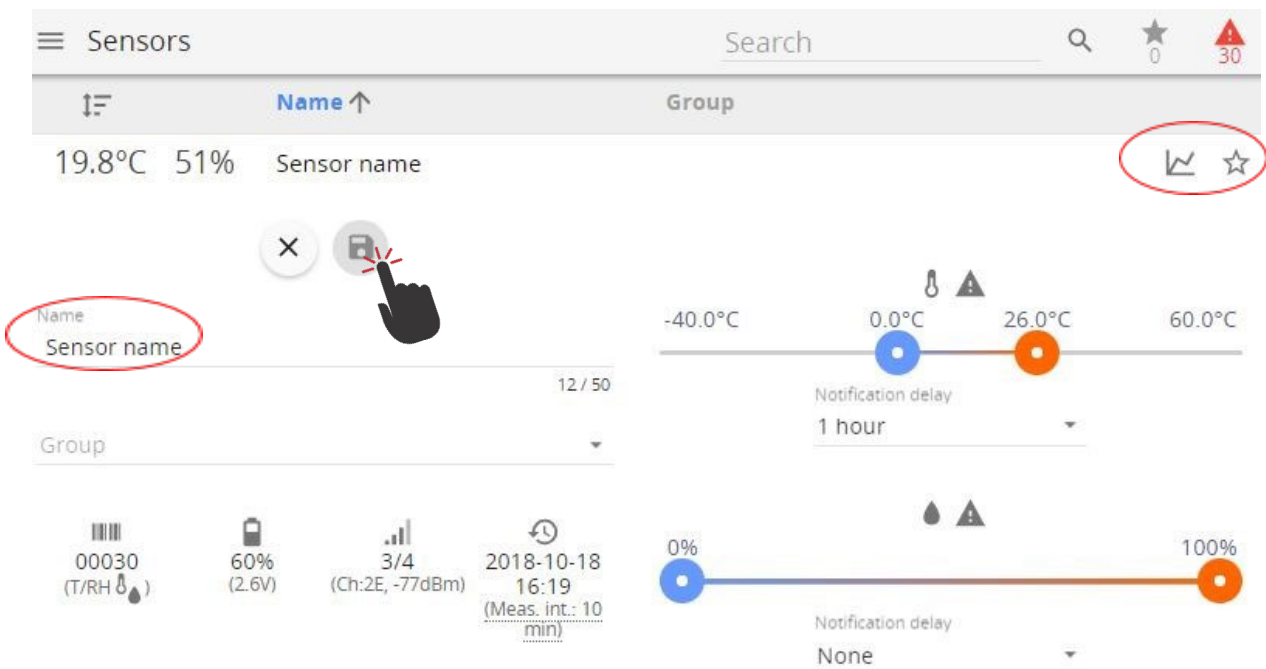 Sensors
Search
0
30
Name
Group
19.8°C 51% Sensor name
Name
Sensor name
12 / 50
Group
00030
(T/RH)
60%
(2.6V)
3/4
(Ch:2E, -77dBm)
2018-10-18
16:19
(Meas. int.: 10
min)
-40.0°C 0.0°C 26.0°C 60.0°C
Notification delay
1 hour
0% 100%
Notification delay
None